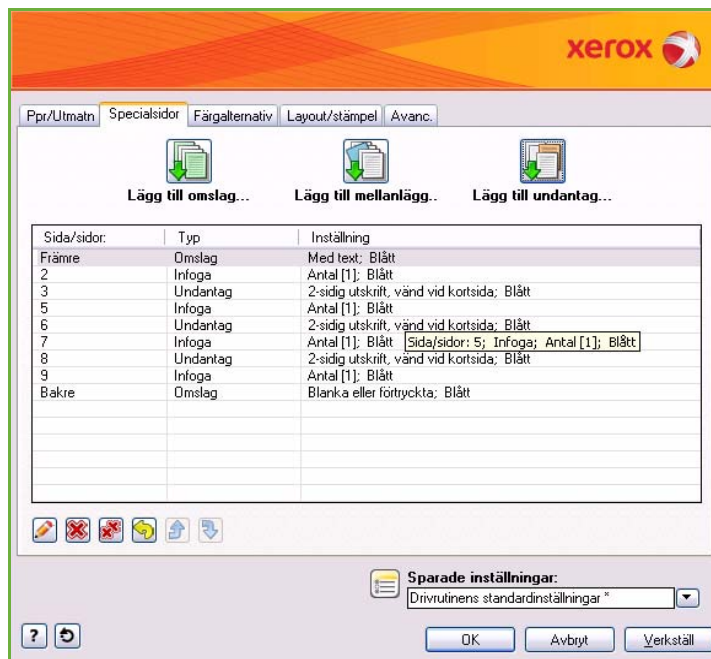 xerox
Ppr/Utmatn Specialsidor Färgalternativ Layout/stämpel Avanc.
Lägg till omslag... Lägg till mellanlägg.. Lägg till undantag...
Sida/sidor: Typ Inställning
Främre Omslag Med text; Blått
2 Infoga Antal [1]; Blått
3 Undantag 2-sidig utskrift, vänd vid kortsida; Blått
5 Infoga Antal [1]; Blått
6 Undantag 2-sidig utskrift, vänd vid kortsida; Blått
7 Infoga Antal [1]; Blått Sida/sidor: 5; Infoga; Antal [1]; Blått
8 Undantag 2-sidig utskrift, vänd vid kortsida; Blått
9 Infoga Antal [1]; Blått
Bakre Omslag Blanka eller förtryckta; Blått
Sparade inställningar:
Drivrutinens standardinställningar *
? OK Avbryt Verkställ